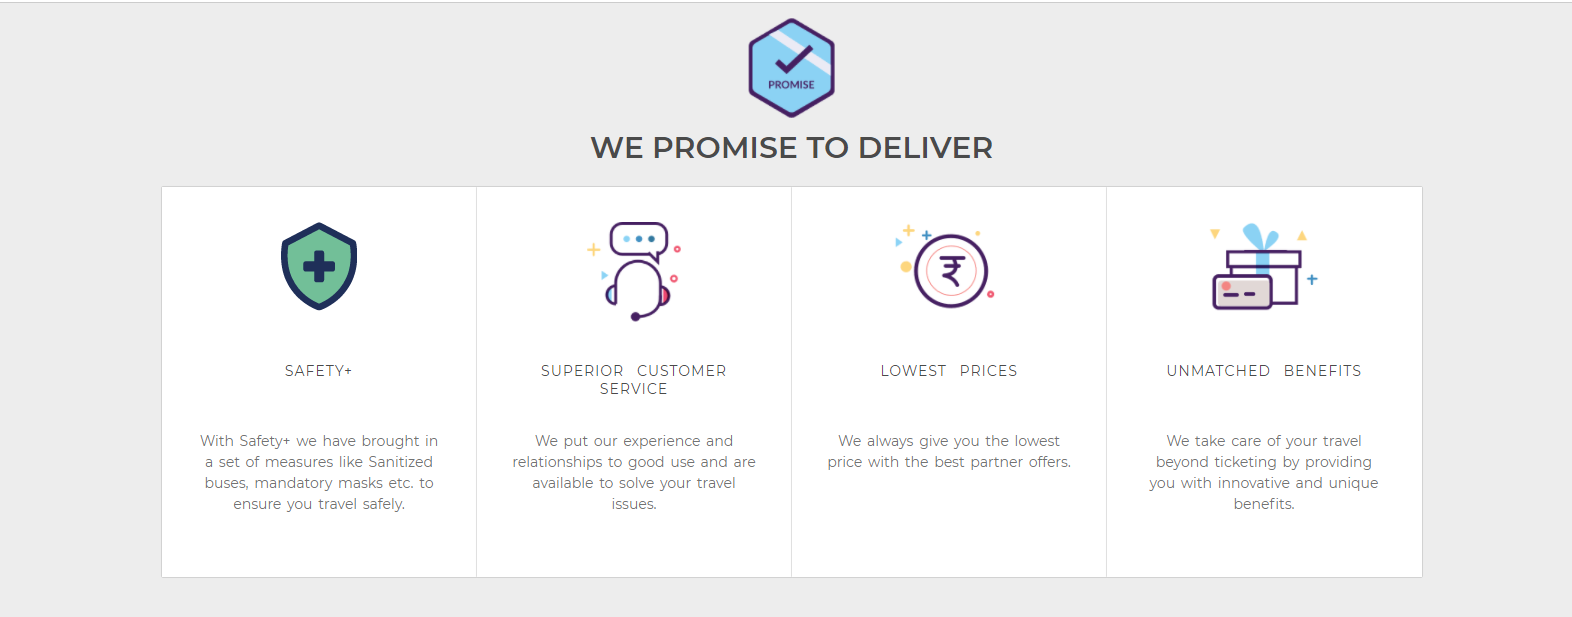 PROMISE
WE PROMISE TO DELIVER
SAFETY+
With Safety+ we have brought in
a set of measures like Sanitized
buses, mandatory masks etc. to
ensure you travel safely.
SUPERIOR CUSTOMER
SERVICE
We put our experience and
relationships to good use and are
available to solve your travel
issues.
₹
LOWEST PRICES
We always give you the lowest
price with the best partner offers.
UNMATCHED BENEFITS
We take care of your travel
beyond ticketing by providing
you with innovative and unique
benefits.